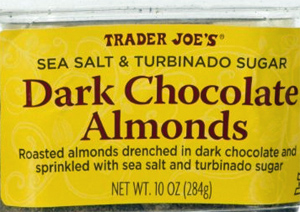 TRADER JOE'S®
SEA SALT & TURBINADO SUGAR
Dark Chocolate
Almonds
Roasted almonds drenched in dark chocolate and
sprinkled with sea salt and turbinado sugar
NET WT. 10 OZ (284g)